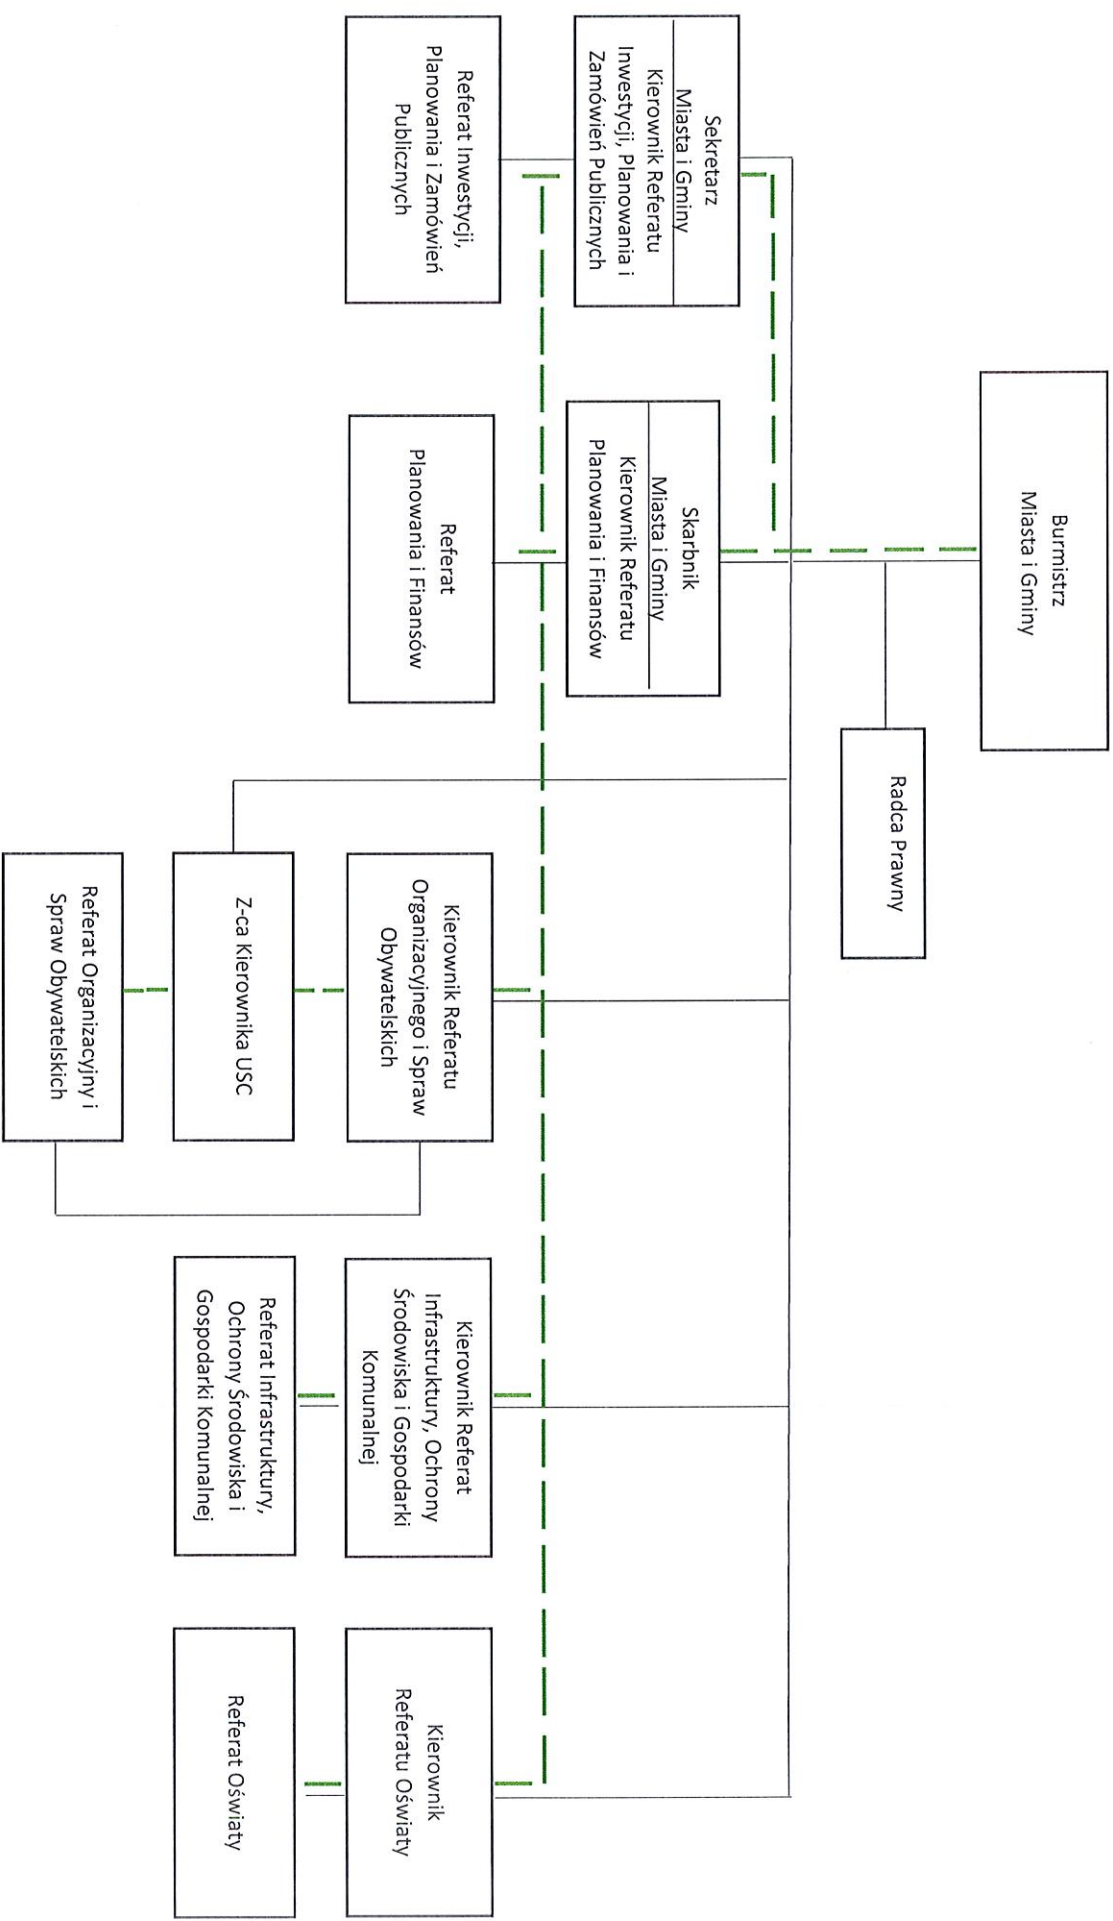 Burmistrz
Miasta i Gminy
Radca Prawny
Sekretarz
Miasta i Gminy
Kierownik Referatu
Inwestycji, Planowania i
Zamówień Publicznych
Skarbnik
Miasta i Gminy
Kierownik Referatu
Planowania i Finansów
Referat Inwestycji,
Planowania i Zamówień
Publicznych
Referat
Planowania i Finansów
Kierownik Referatu
Organizacyjnego i Spraw
Obywatelskich
Kierownik Referat
Infrastruktury, Ochrony
Środowiska i Gospodarki
Komunalnej
Kierownik
Referatu Oświaty
Z-ca Kierownika USC
Referat Infrastruktury,
Ochrony Środowiska i
Gospodarki Komunalnej
Referat Oświaty
Referat Organizacyjny i
Spraw Obywatelskich